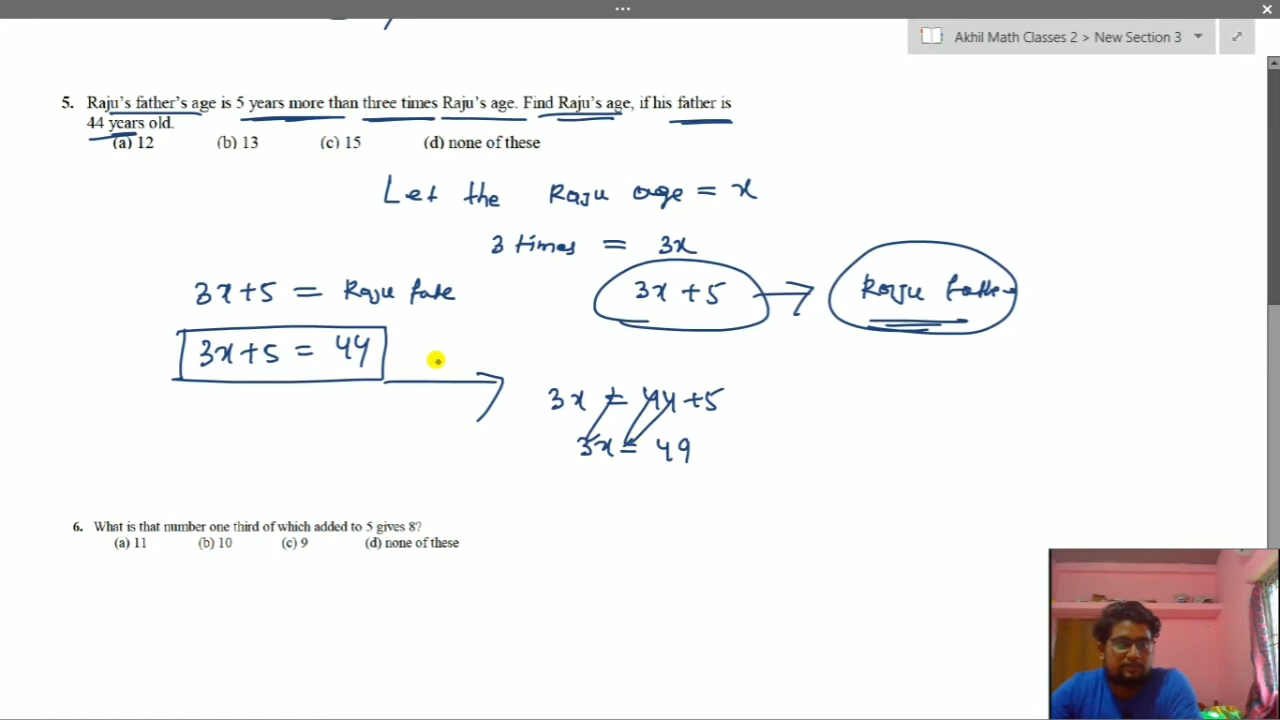 Akhil Math Classes 2 > New Section 3
5. Raju's father's age is 5 years more than three times Raju's age. Find Raju's age, if his father is
44 years old.
(a) 12 (b) 13 (c) 15 (d) none of these
Let the Raju age = x
3 times = 3x
3x+5 = Raju
3x + 5 → Raju
3x+5 = 44
3x = 44+5
3x = 49
6. What is that number one third of which added to 5 gives 8?
(a) 11 (b) 10 (c) 9 (d) none of these